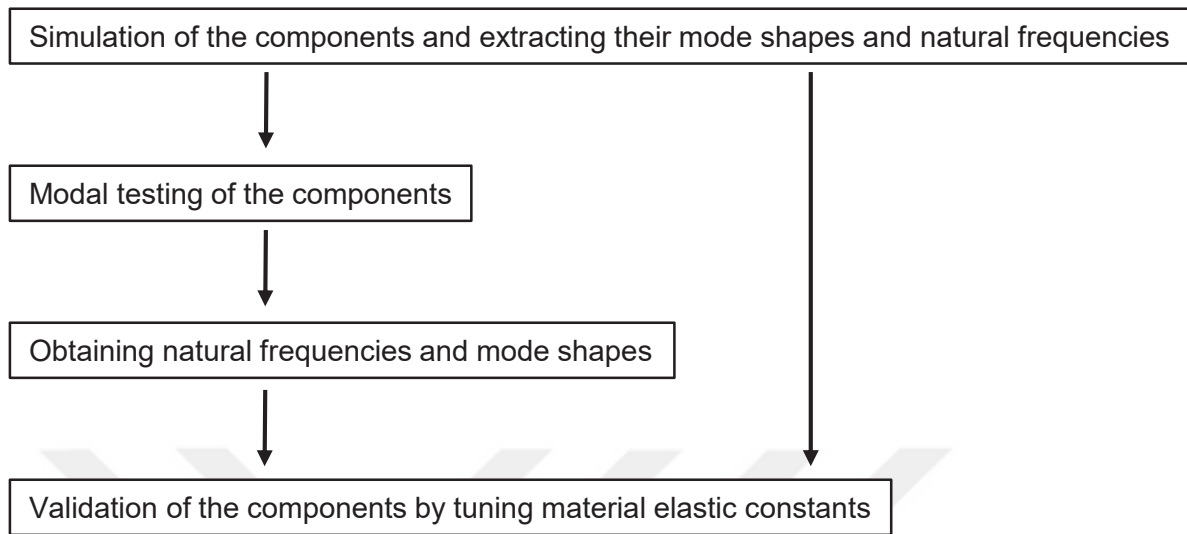 Simulation of the components and extracting their mode shapes and natural frequencies
Modal testing of the components
Obtaining natural frequencies and mode shapes
Validation of the components by tuning material elastic constants